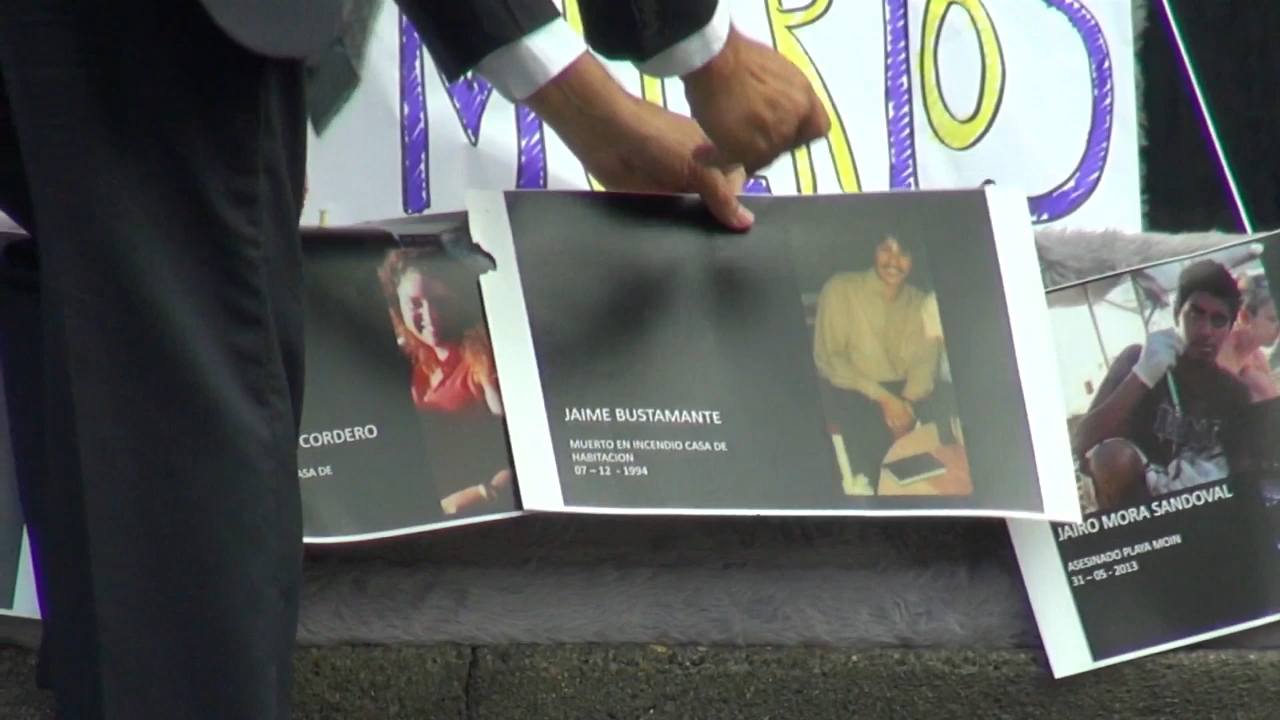 CORDERO
ASA DE
JAIME BUSTAMANTE
MUERTO EN INCENDIO CASA DE
HABITACION
07 – 12 - 1994
JAIRO MORA SANDOVAL
ASESINADO PLAYA MOIN
31 – 05 - 2013